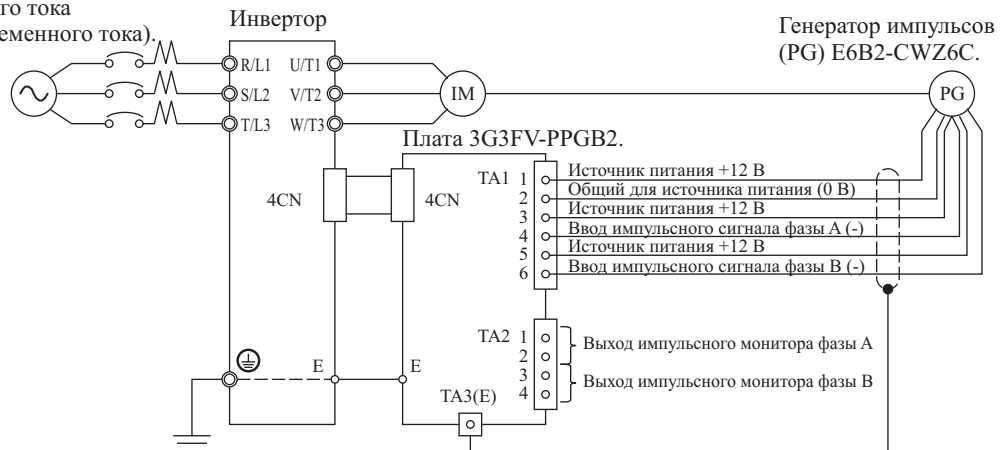 го тока
еменного тока).
Инвертор
Генератор импульсов
(PG) E6B2-CWZ6C.
R/L1 U/T1
S/L2 V/T2
T/L3 W/T3
IM
PG
Плата 3G3FV-PPGB2.
4CN
4CN
TA1
1 Источник питания +12 В
2 Общий для источника питания (0 В)
3 Источник питания +12 В
4 Ввод импульсного сигнала фазы А (-)
5 Источник питания +12 В
6 Ввод импульсного сигнала фазы В (-)
TA2
1
2
Выход импульсного монитора фазы А
3
4
Выход импульсного монитора фазы В
E
E
TA3(E)